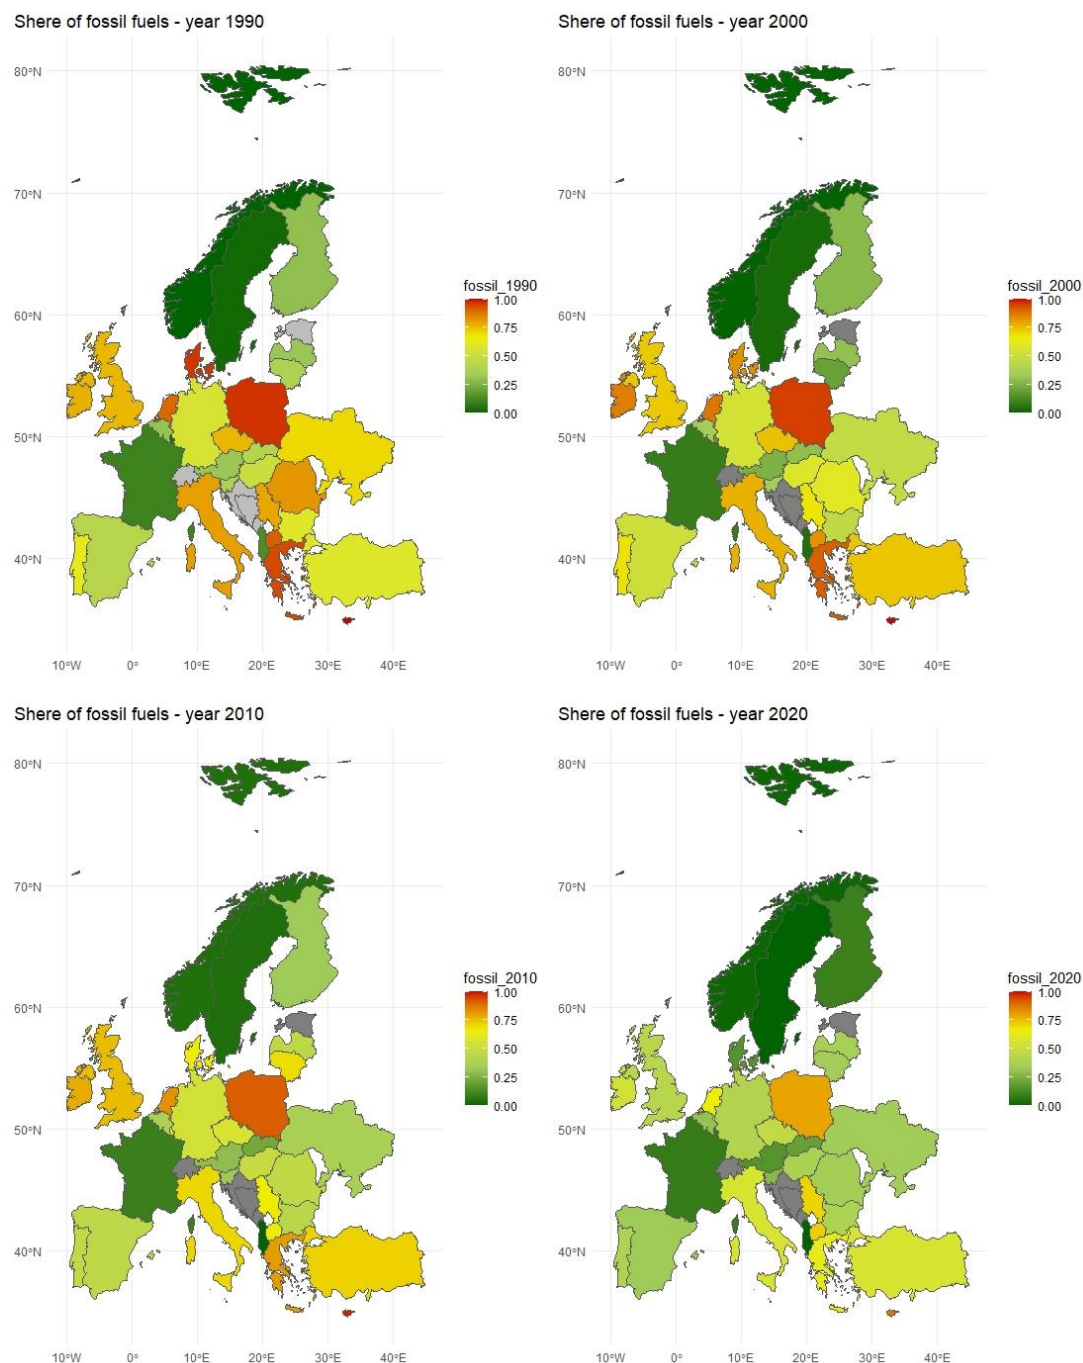 Shere of fossil fuels - year 1990
80°N
70°N
60°N
50°N
40°N
10°W 0° 10°E 20°E 30°E 40°E
fossil_1990
1.00
0.75
0.50
0.25
0.00
Shere of fossil fuels - year 2000
80°N
70°N
60°N
50°N
40°N
10°W 0° 10°E 20°E 30°E 40°E
fossil_2000
1.00
0.75
0.50
0.25
0.00
Shere of fossil fuels - year 2010
80°N
70°N
60°N
50°N
40°N
10°W 0° 10°E 20°E 30°E 40°E
fossil_2010
1.00
0.75
0.50
0.25
0.00
Shere of fossil fuels - year 2020
80°N
70°N
60°N
50°N
40°N
10°W 0° 10°E 20°E 30°E 40°E
fossil_2020
1.00
0.75
0.50
0.25
0.00